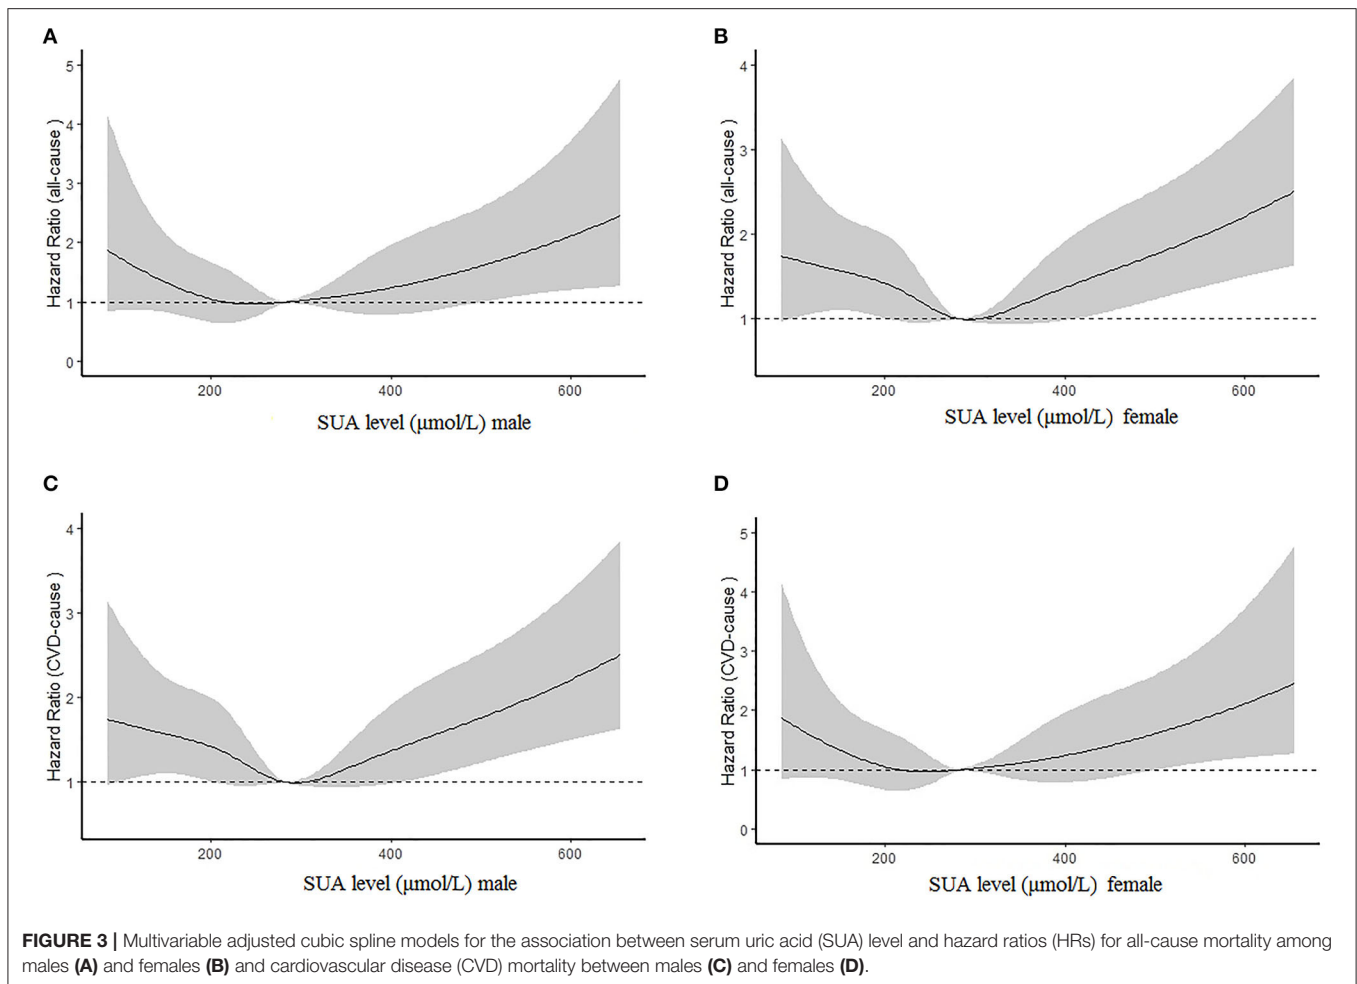 A
Hazard Ratio (all-cause )
5
4
3
2
1
0
200
400
600
SUA level (μmol/L) male
B
Hazard Ratio (all-cause )
4
3
2
1
200
400
600
SUA level (μmol/L) female
C
Hazard Ratio (CVD-cause )
4
3
2
1
200
400
600
SUA level (μmol/L) male
D
Hazard Ratio (CVD-cause )
5
4
3
2
1
0
200
400
600
SUA level (μmol/L) female
FIGURE 3 | Multivariable adjusted cubic spline models for the association between serum uric acid (SUA) level and hazard ratios (HRs) for all-cause mortality among
males (A) and females (B) and cardiovascular disease (CVD) mortality between males (C) and females (D).